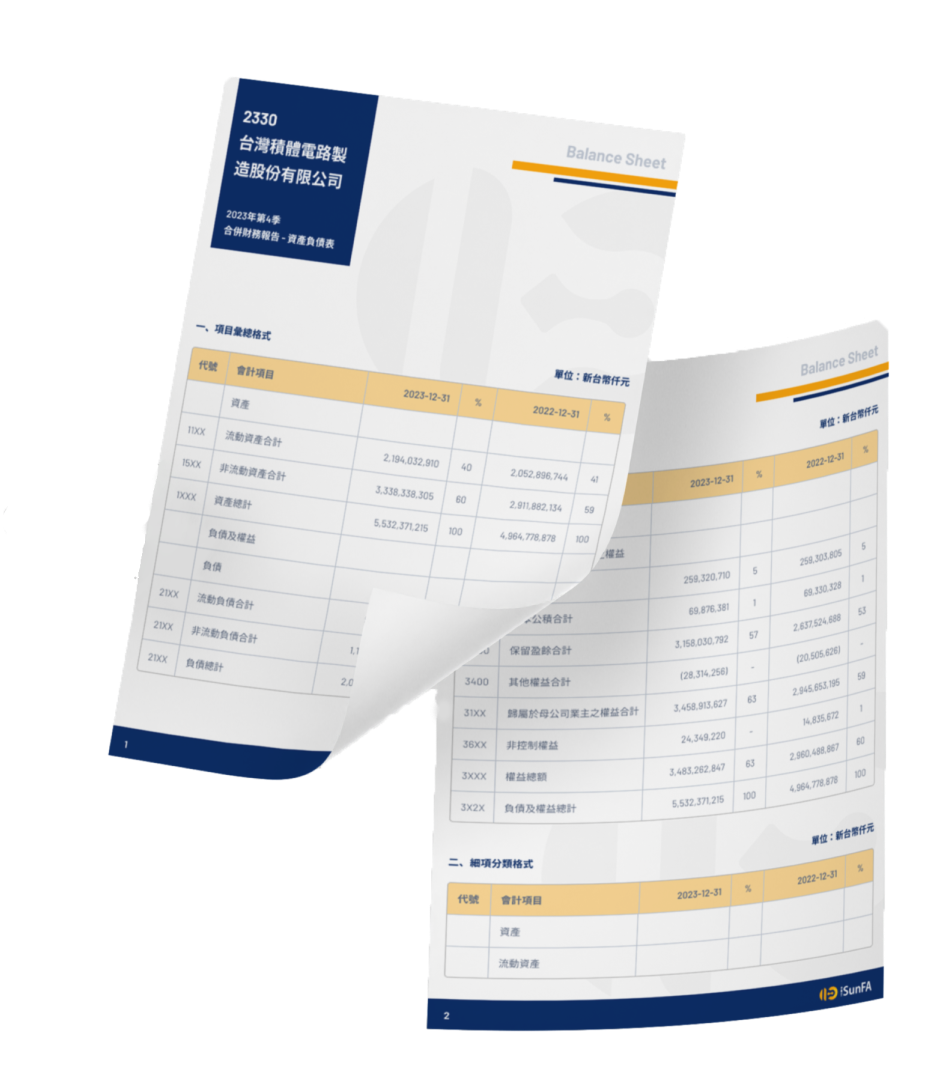 2330
台灣積體電路製
造股份有限公司
2023年第4季
合併財務報告 - 資產負債表
Balance Sheet
一、項目彙總格式
單位：新台幣仟元
代號 會計項目 2023-12-31 % 2022-12-31 %
資產
11XX 流動資產合計 2,194,032,910 40 2,052,896,744 41
15XX 非流動資產合計 3,338,338,305 60 2,911,882,134 59
1XXX 資產總計 5,532,371,215 100 4,964,778,878 100
負債及權益
負債
21XX 流動負債合計
21XX 非流動負債合計 1,1
21XX 負債總計 2,0
1
Balance Sheet
單位：新台幣仟元
2023-12-31 % 2022-12-31 %
權益
259,320,710 5 259,303,805 5
公積合計 69,876,381 1 69,330,328 1
保留盈餘合計 3,158,030,792 57 2,637,524,688 53
3400 其他權益合計 (28,314,256) - (20,505,626) -
31XX 歸屬於母公司業主之權益合計 3,458,913,627 63 2,945,653,195 59
36XX 非控制權益 24,349,220 - 14,835,672 1
3XXX 權益總額 3,483,262,847 63 2,960,488,867 60
3X2X 負債及權益總計 5,532,371,215 100 4,964,778,878 100
二、細項分類格式
單位：新台幣仟元
代號 會計項目 2023-12-31 % 2022-12-31 %
資產
流動資產
2
iSunFA